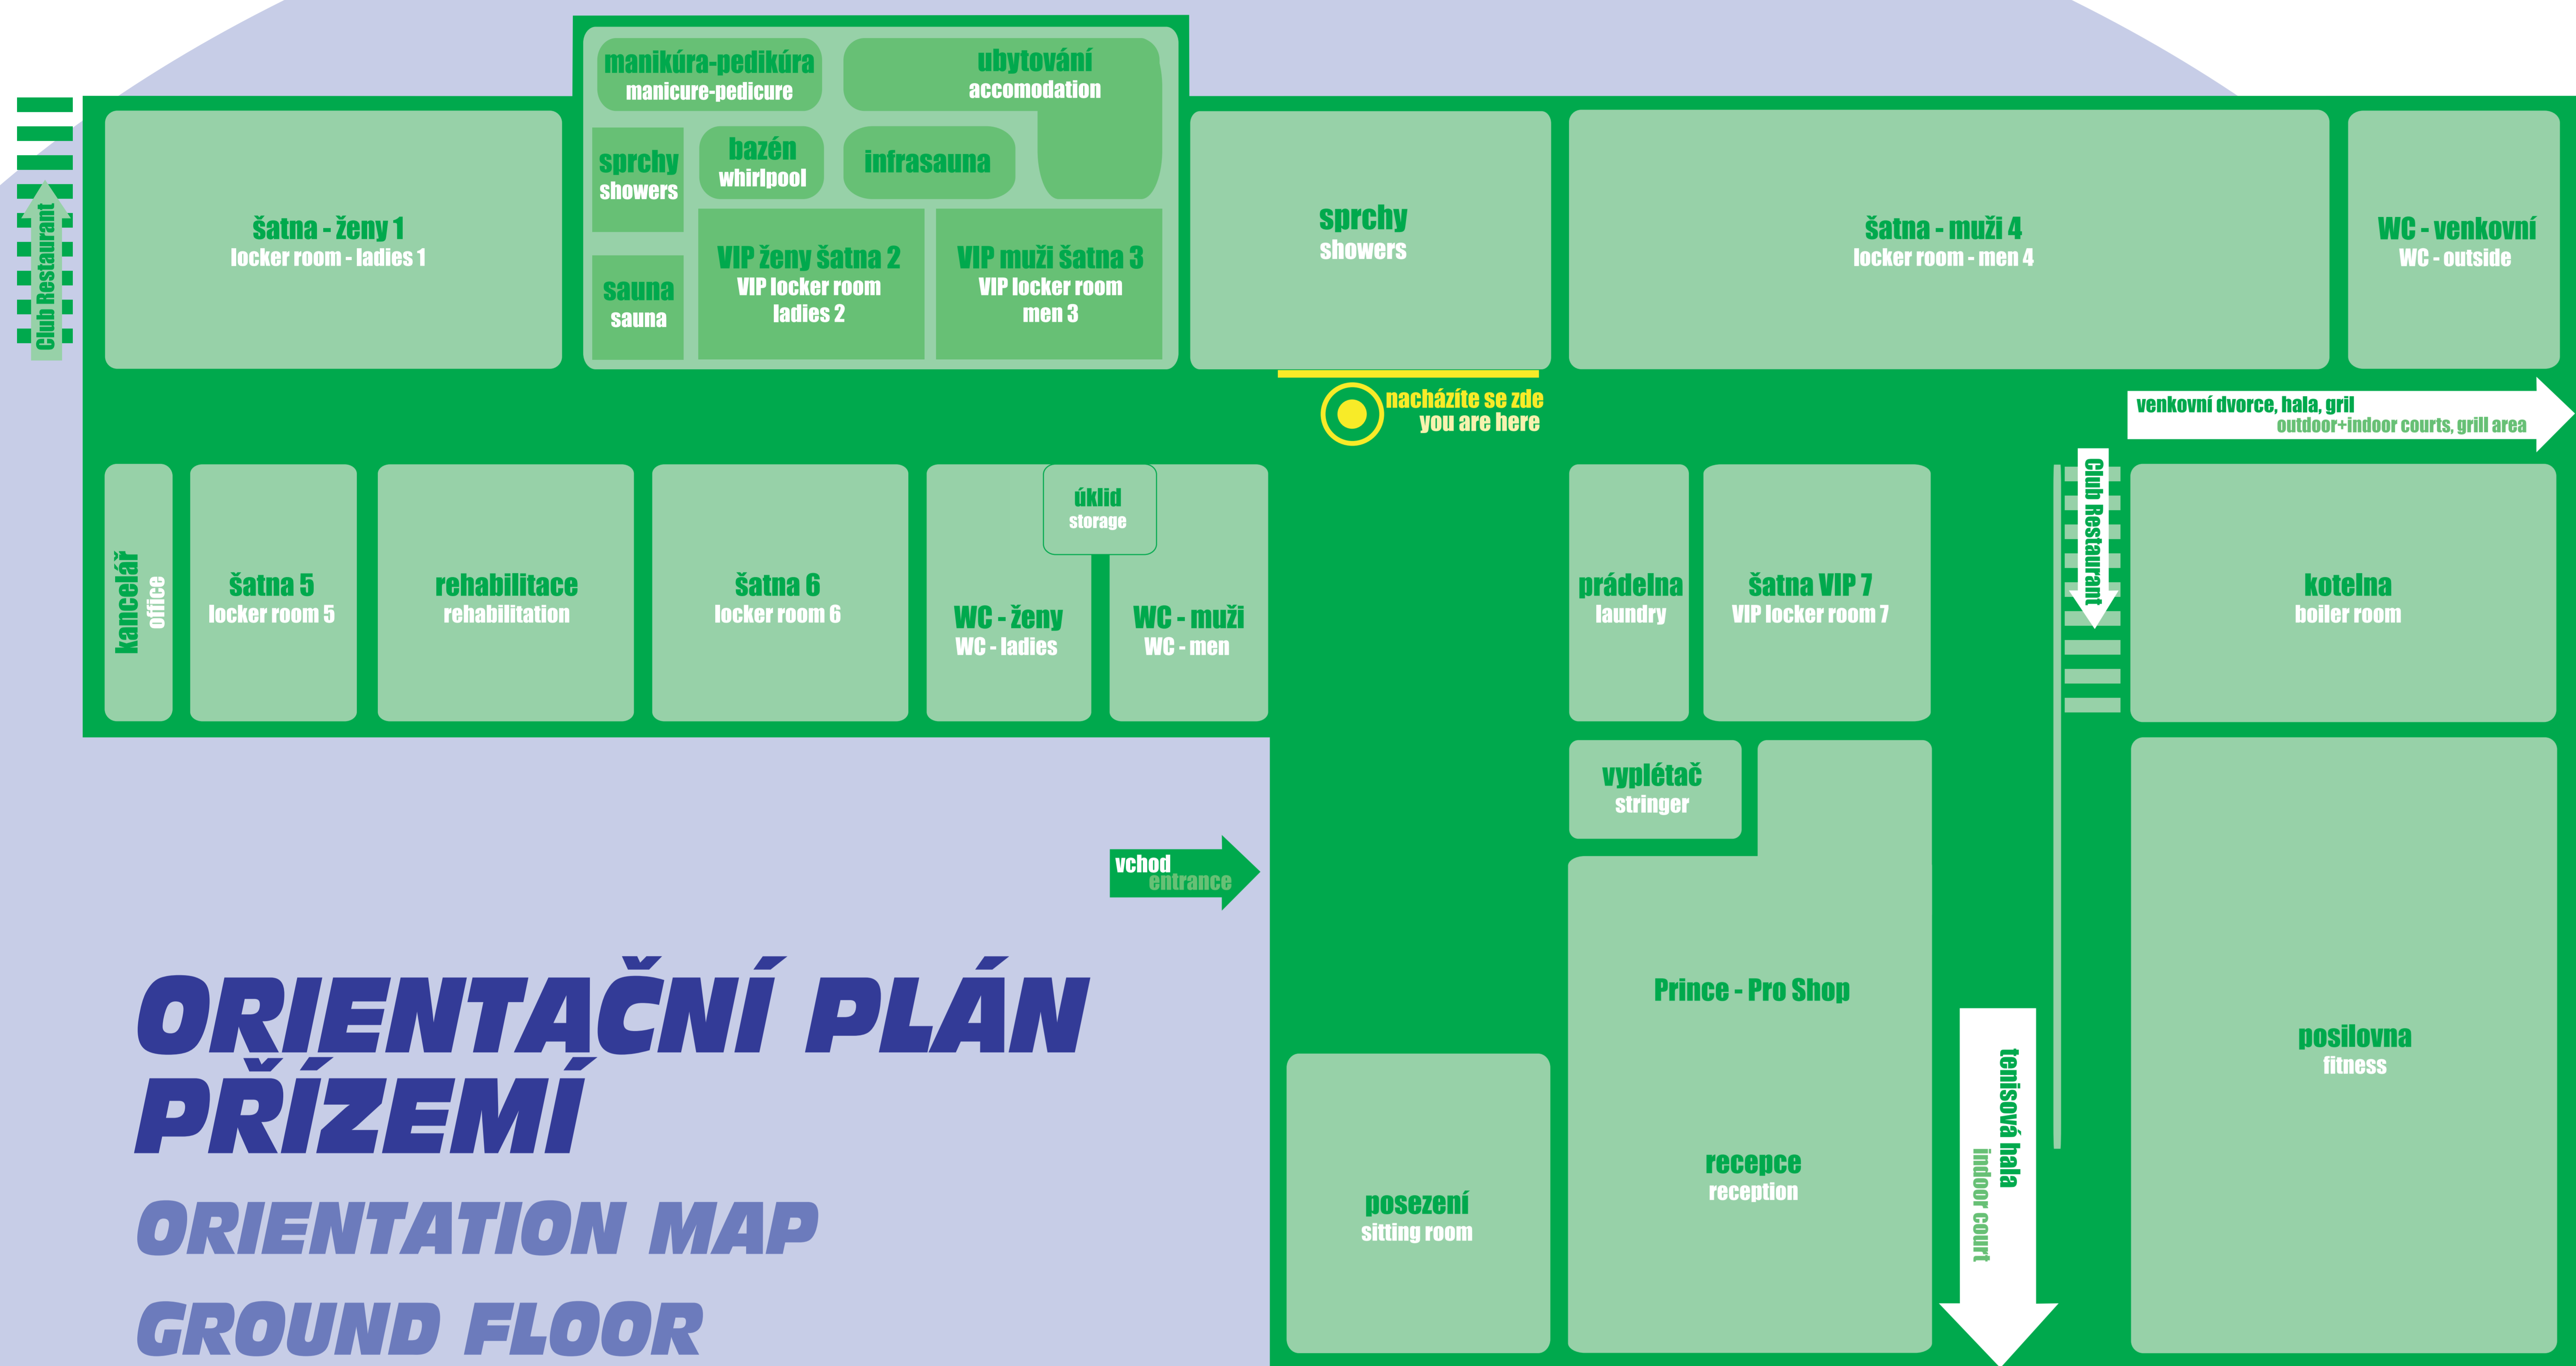 manikúra-pedikúra
manicure-pedicure
ubytování
accomodation
sprchy
showers
bazén
whirlpool
infrasauna
šatna - ženy 1
locker room - ladies 1
Club Restaurant
sauna
sauna
VIP ženy šatna 2
VIP locker room
ladies 2
VIP muži šatna 3
VIP locker room
men 3
sprchy
showers
šatna - muži 4
locker room - men 4
WC - venkovní
WC - outside
nacházíte se zde
you are here
venkovní dvorce, hala, gril
outdoor+indoor courts, grill area
kancelář
office
šatna 5
locker room 5
rehabilitace
rehabilitation
šatna 6
locker room 6
úklid
storage
WC - ženy
WC - ladies
WC - muži
WC - men
prádelna
laundry
šatna VIP 7
VIP locker room 7
Club Restaurant
kotelna
boiler room
vyplétač
stringer
vchod
entrance
Prince - Pro Shop
recepce
reception
posezení
sitting room
tenisová hala
indoor court
posilovna
fitness
ORIENTAČNÍ PLÁN
PŘÍZEMÍ
ORIENTATION MAP
GROUND FLOOR